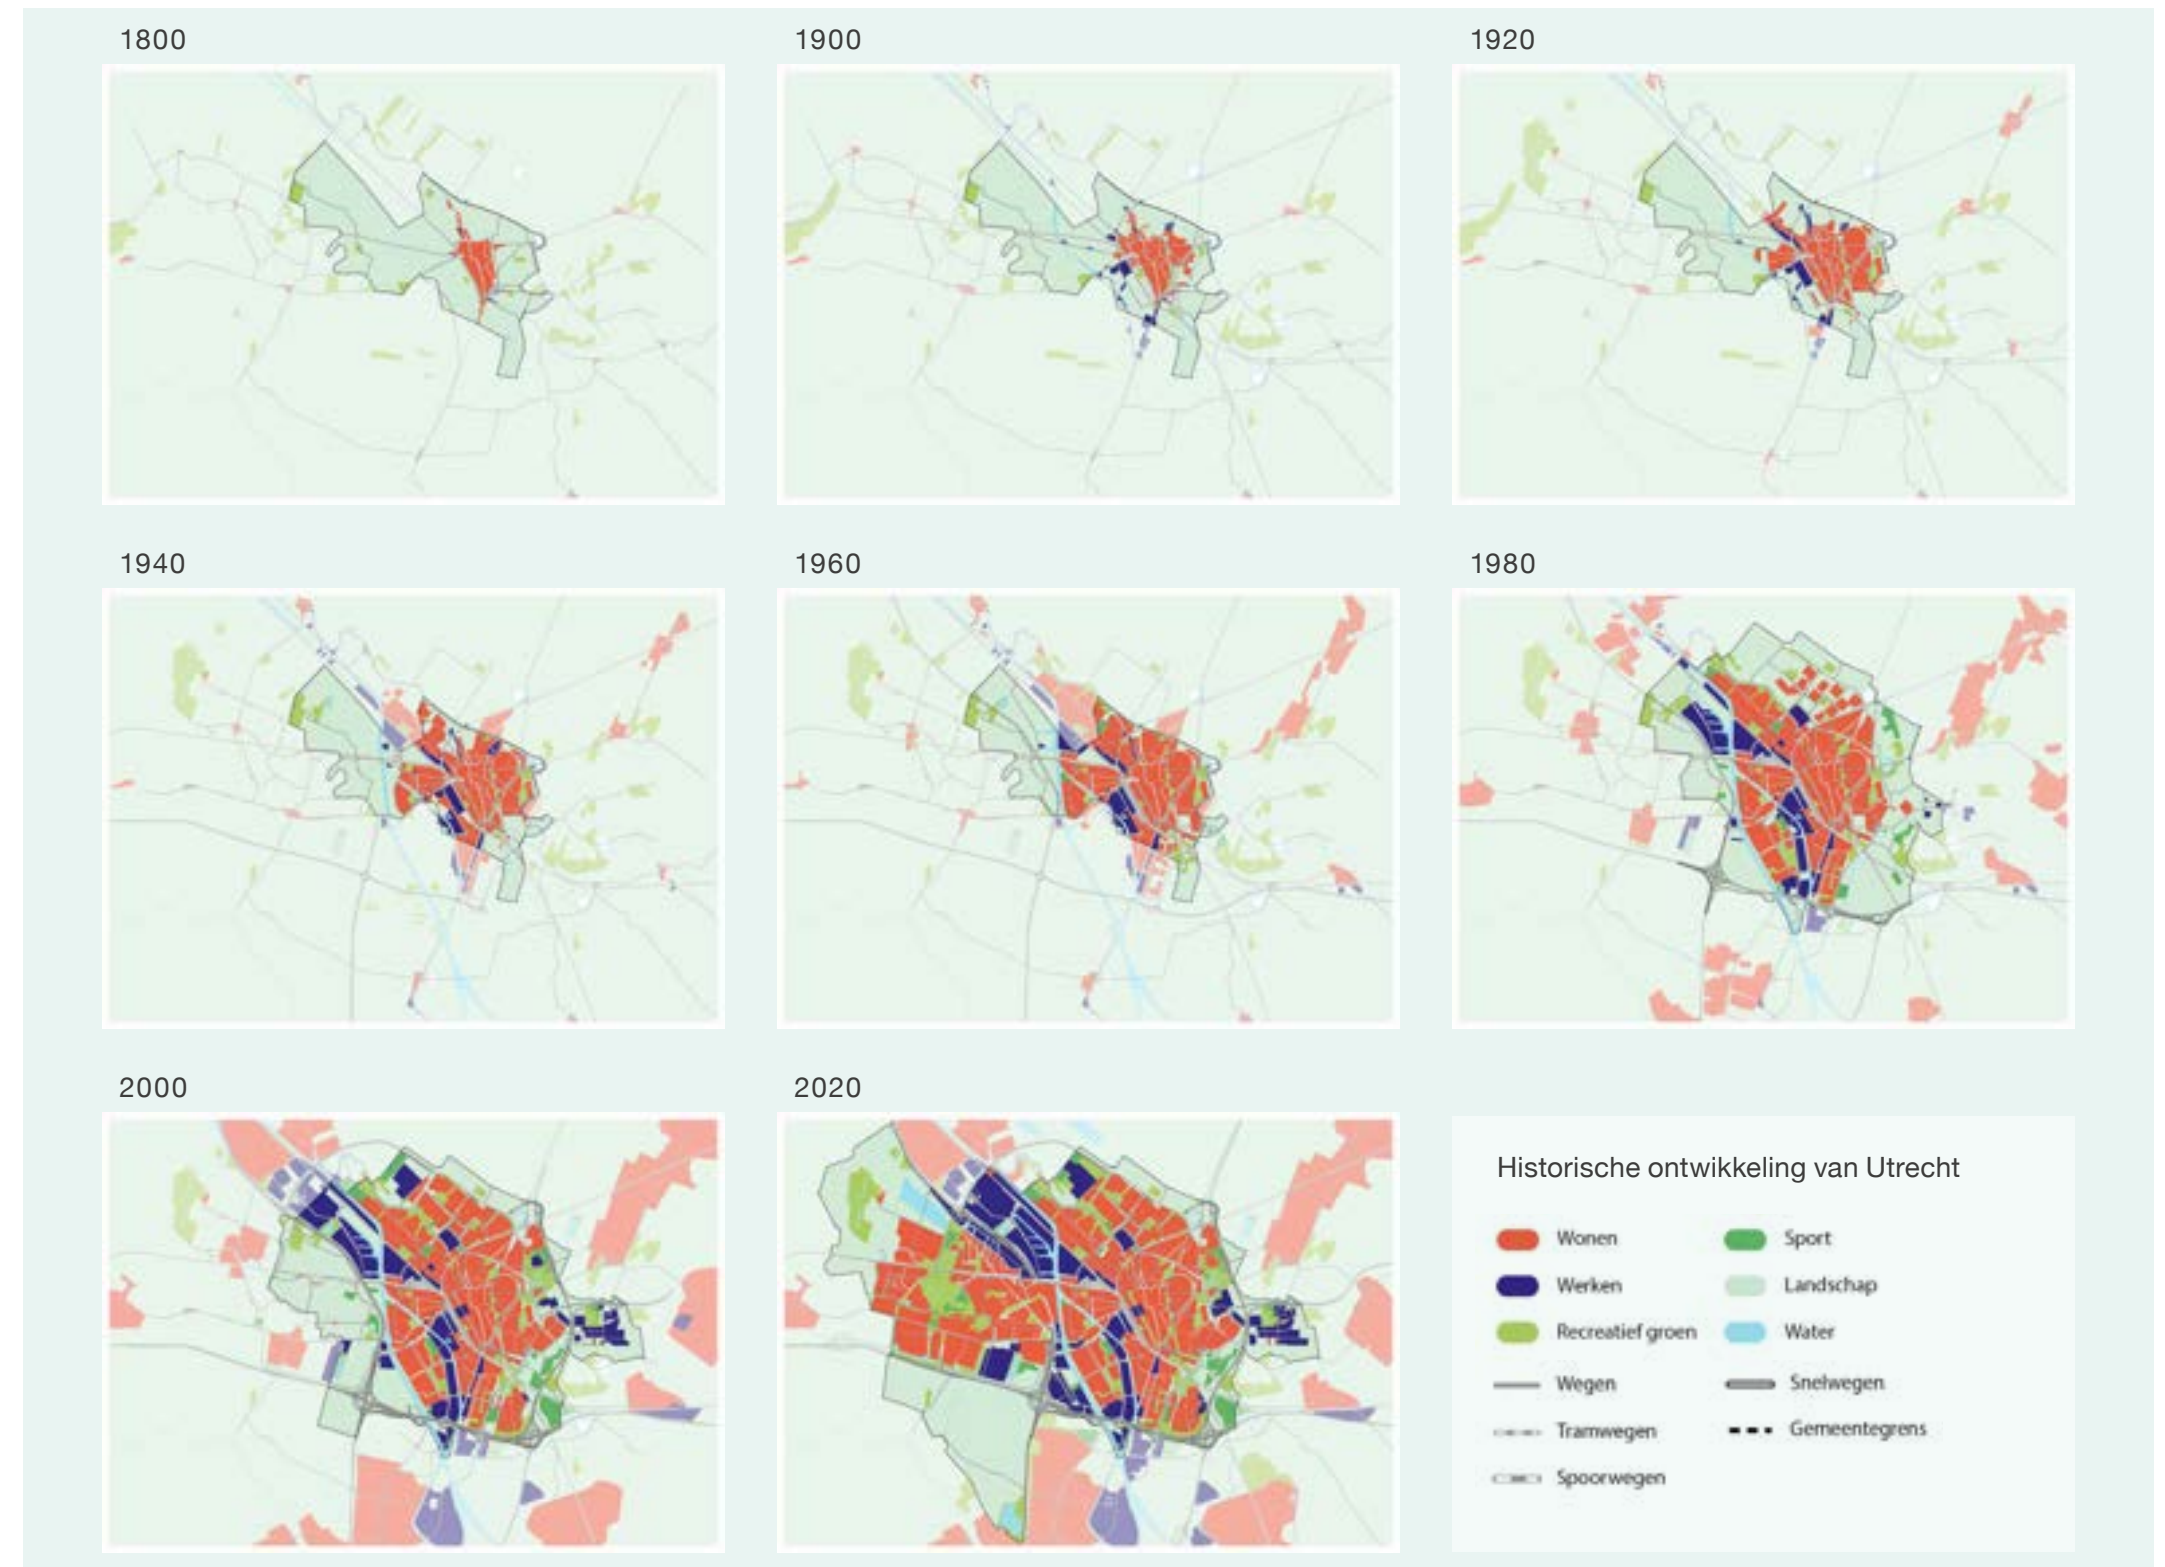 1800
1900
1920
1940
1960
1980
2000
2020
Historische ontwikkeling van Utrecht
Wonen
Sport
Werken
Landschap
Recreatief groen
Water
Wegen
Snelwegen
Tramwegen
Gemeentegrens
Spoorwegen